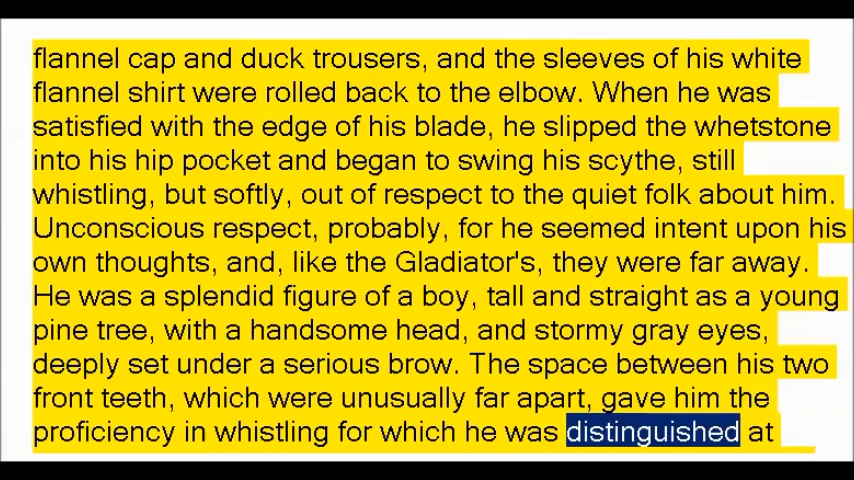 flannel cap and duck trousers, and the sleeves of his white
flannel shirt were rolled back to the elbow. When he was
satisfied with the edge of his blade, he slipped the whetstone
into his hip pocket and began to swing his scythe, still
whistling, but softly, out of respect to the quiet folk about him.
Unconscious respect, probably, for he seemed intent upon his
own thoughts, and, like the Gladiator's, they were far away.
He was a splendid figure of a boy, tall and straight as a young
pine tree, with a handsome head, and stormy gray eyes,
deeply set under a serious brow. The space between his two
front teeth, which were unusually far apart, gave him the
proficiency in whistling for which he was distinguished at